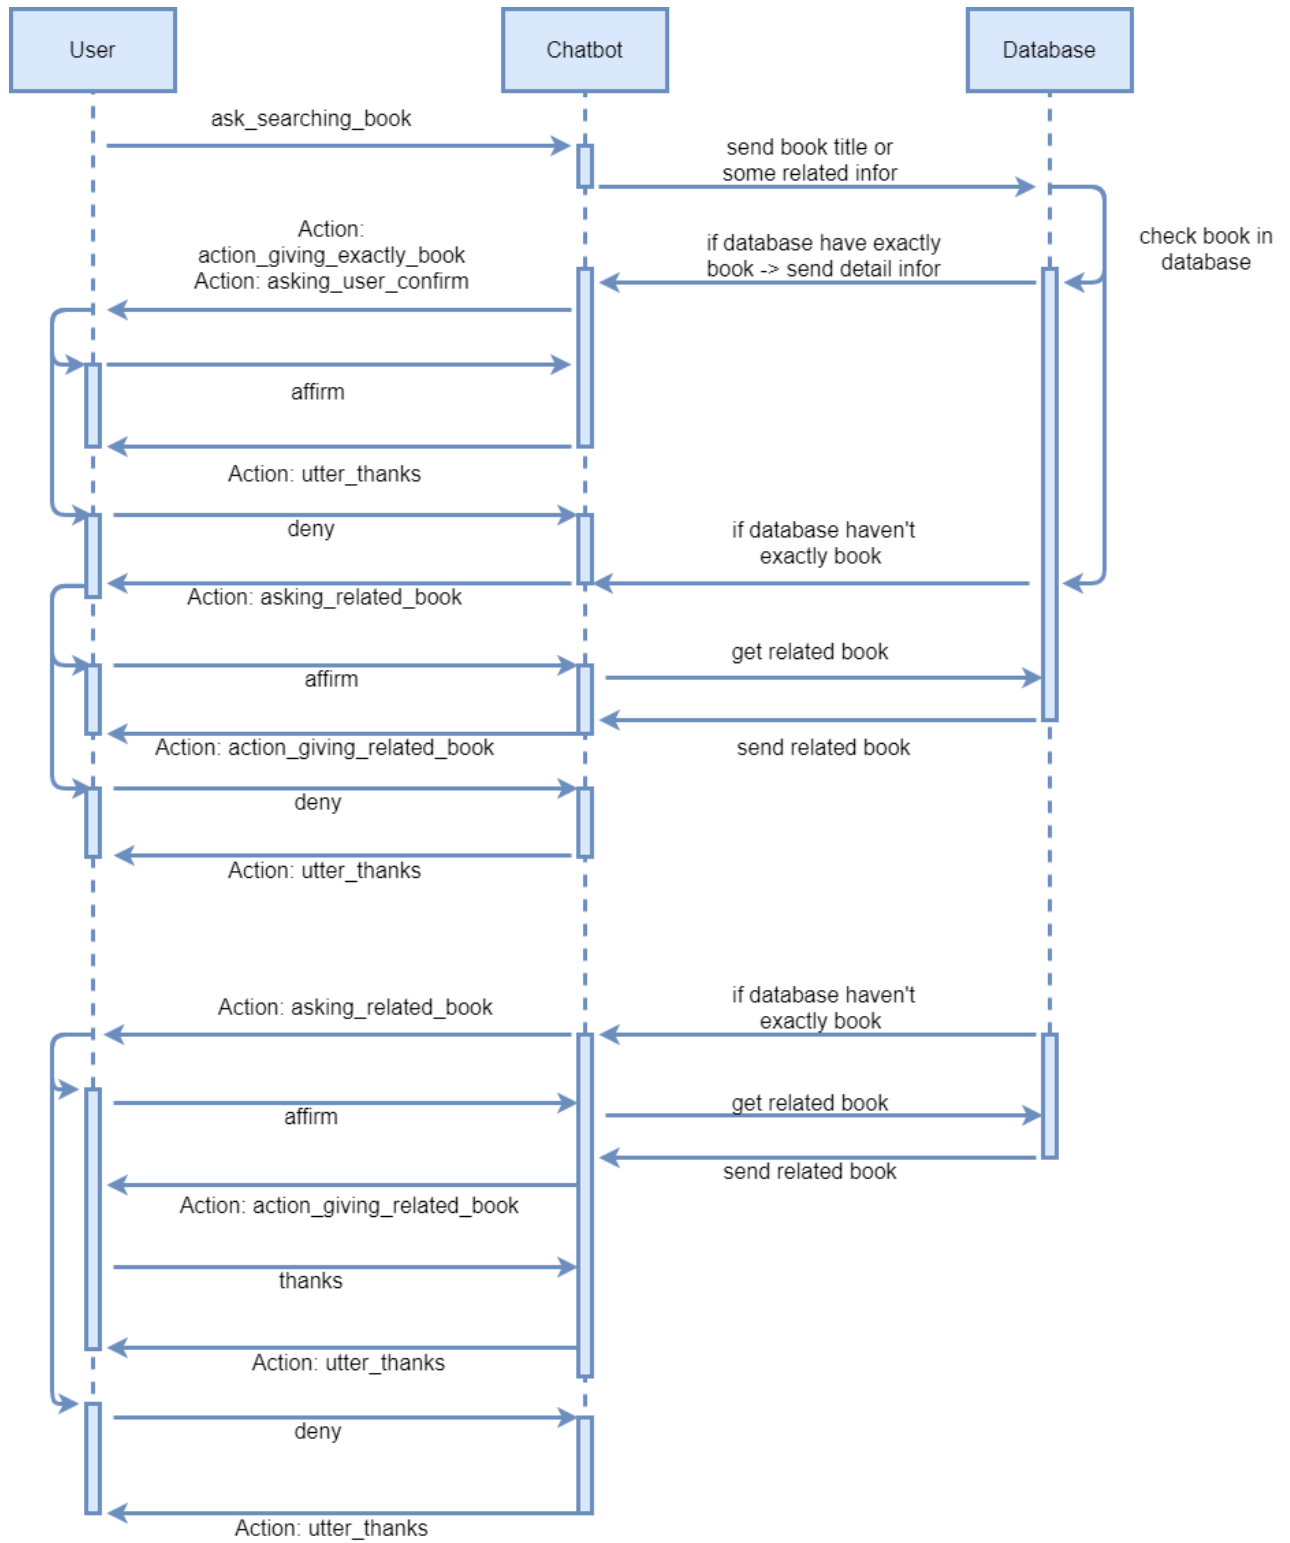 User
Chatbot
Database
ask_searching_book
send book title or
some related infor
check book in
database
Action:
action_giving_exactly_book
Action: asking_user_confirm
if database have exactly
book -> send detail infor
affirm
Action: utter_thanks
deny
if database haven't
exactly book
Action: asking_related_book
get related book
affirm
Action: action_giving_related_book
send related book
deny
Action: utter_thanks
if database haven't
exactly book
Action: asking_related_book
affirm
get related book
send related book
Action: action_giving_related_book
thanks
Action: utter_thanks
deny
Action: utter_thanks